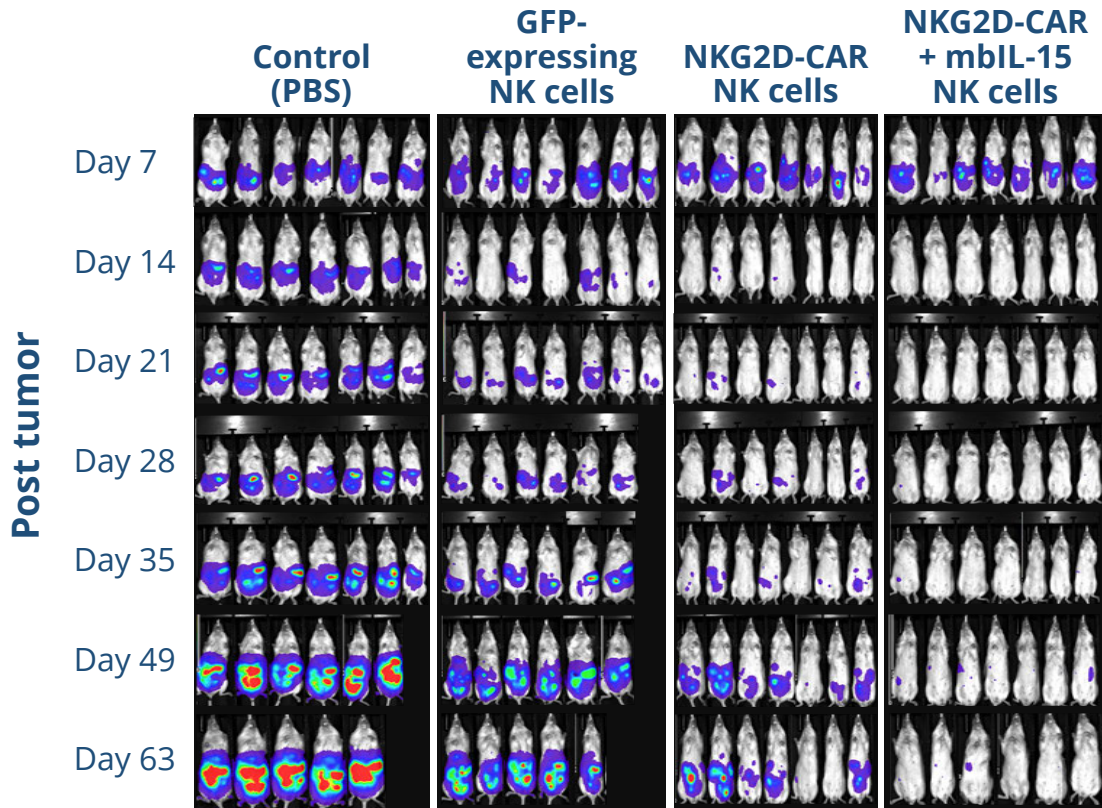 Control
(PBS)
GFP-
expressing
NK cells
NKG2D-CAR
NK cells
NKG2D-CAR
+ mbIL-15
NK cells
Post tumor
Day 7
Day 14
Day 21
Day 28
Day 35
Day 49
Day 63